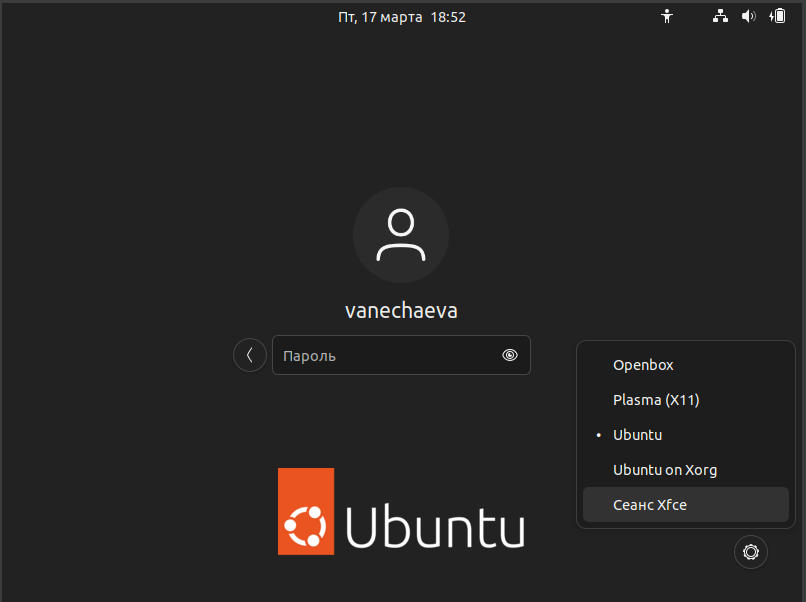 Пт, 17 марта 18:52
vanechaeva
Пароль
Openbox
Plasma (X11)
Ubuntu
Ubuntu on Xorg
Сеанс Xfce
Ubuntu